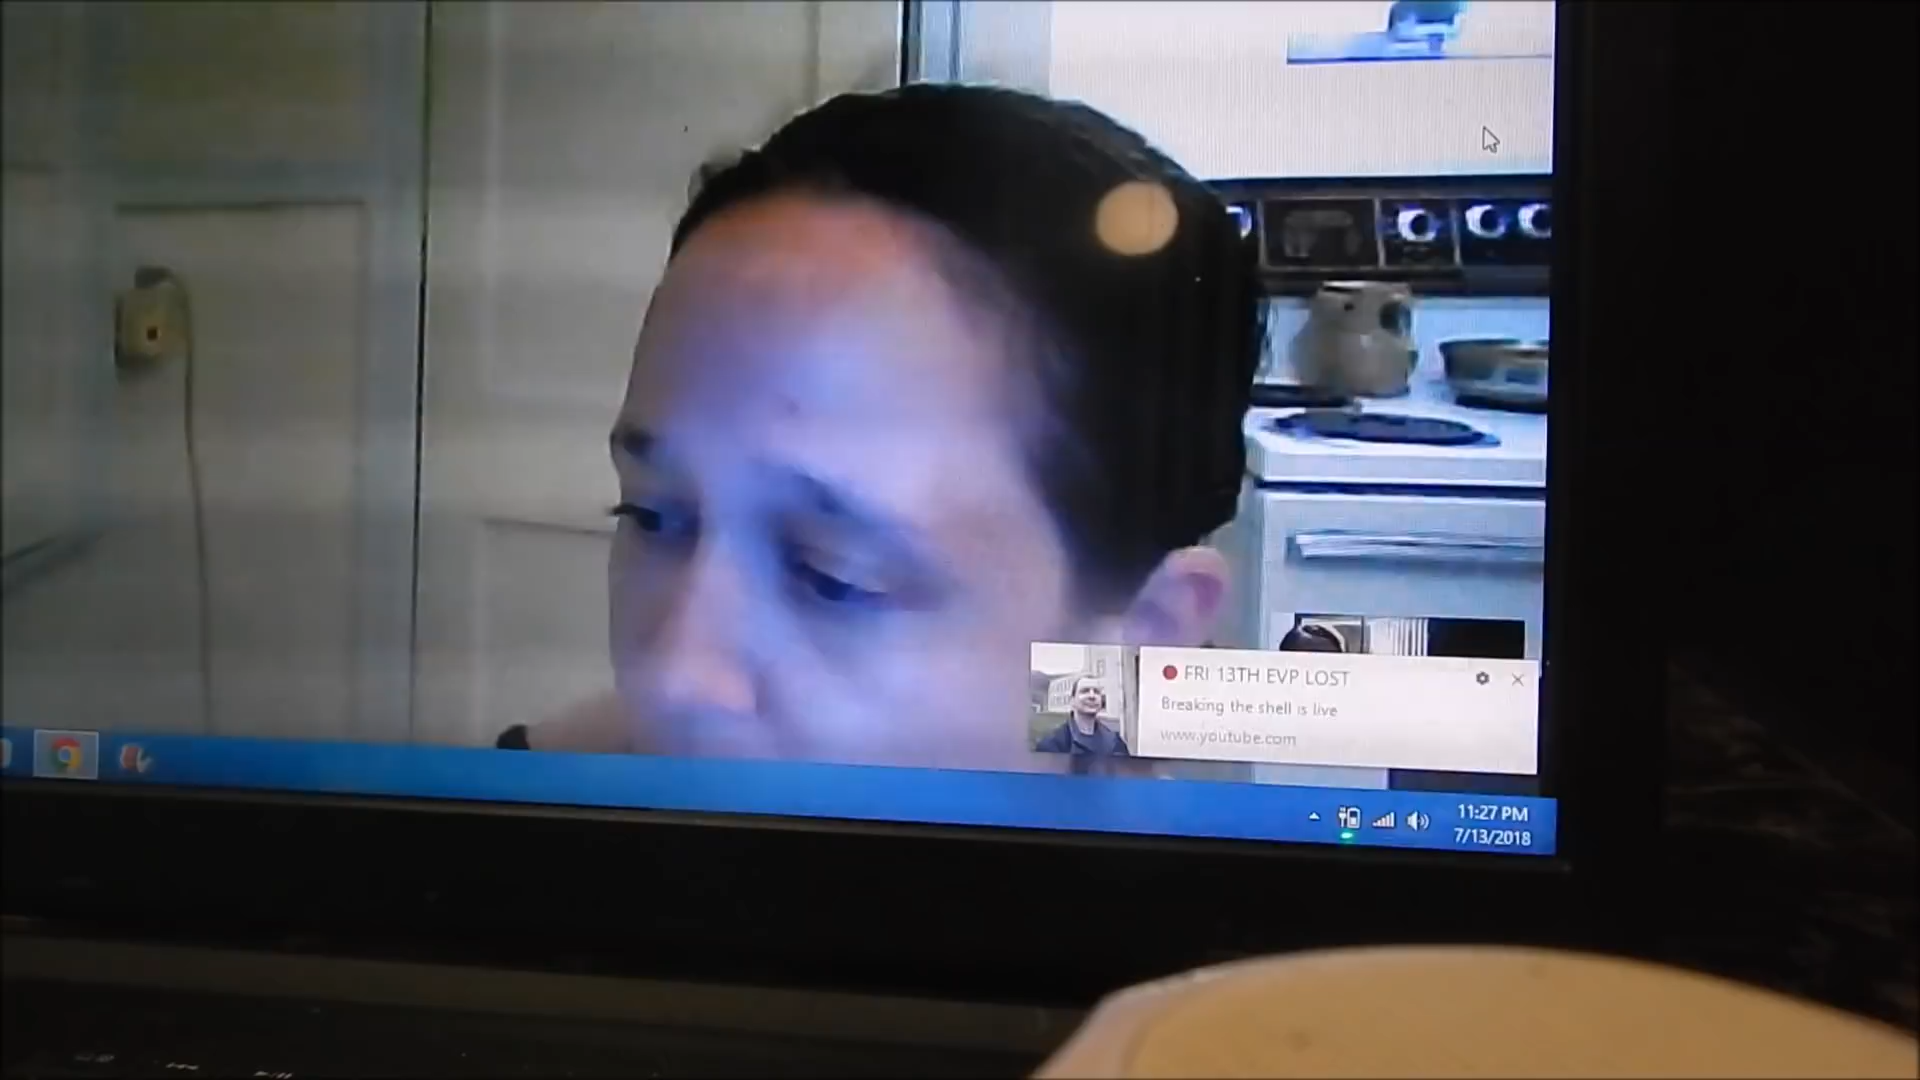 FRI 13TH EVP LOST
Breaking the shell is live
www.youtube.com
11:27 PM
7/13/2018